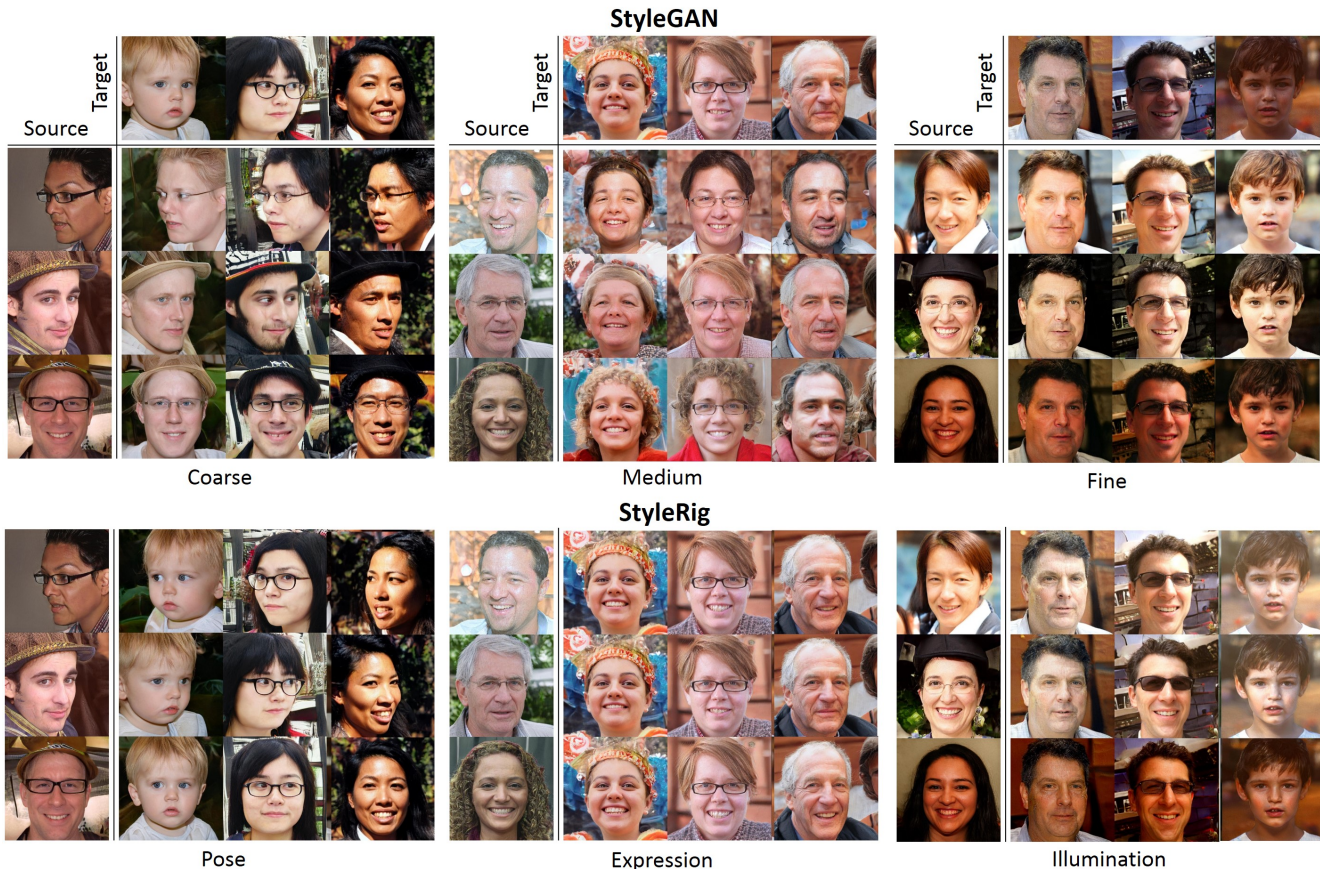 StyleGAN
Target
Source
Target
Source
Target
Source
Coarse
Medium
Fine
StyleRig
Pose
Expression
Illumination